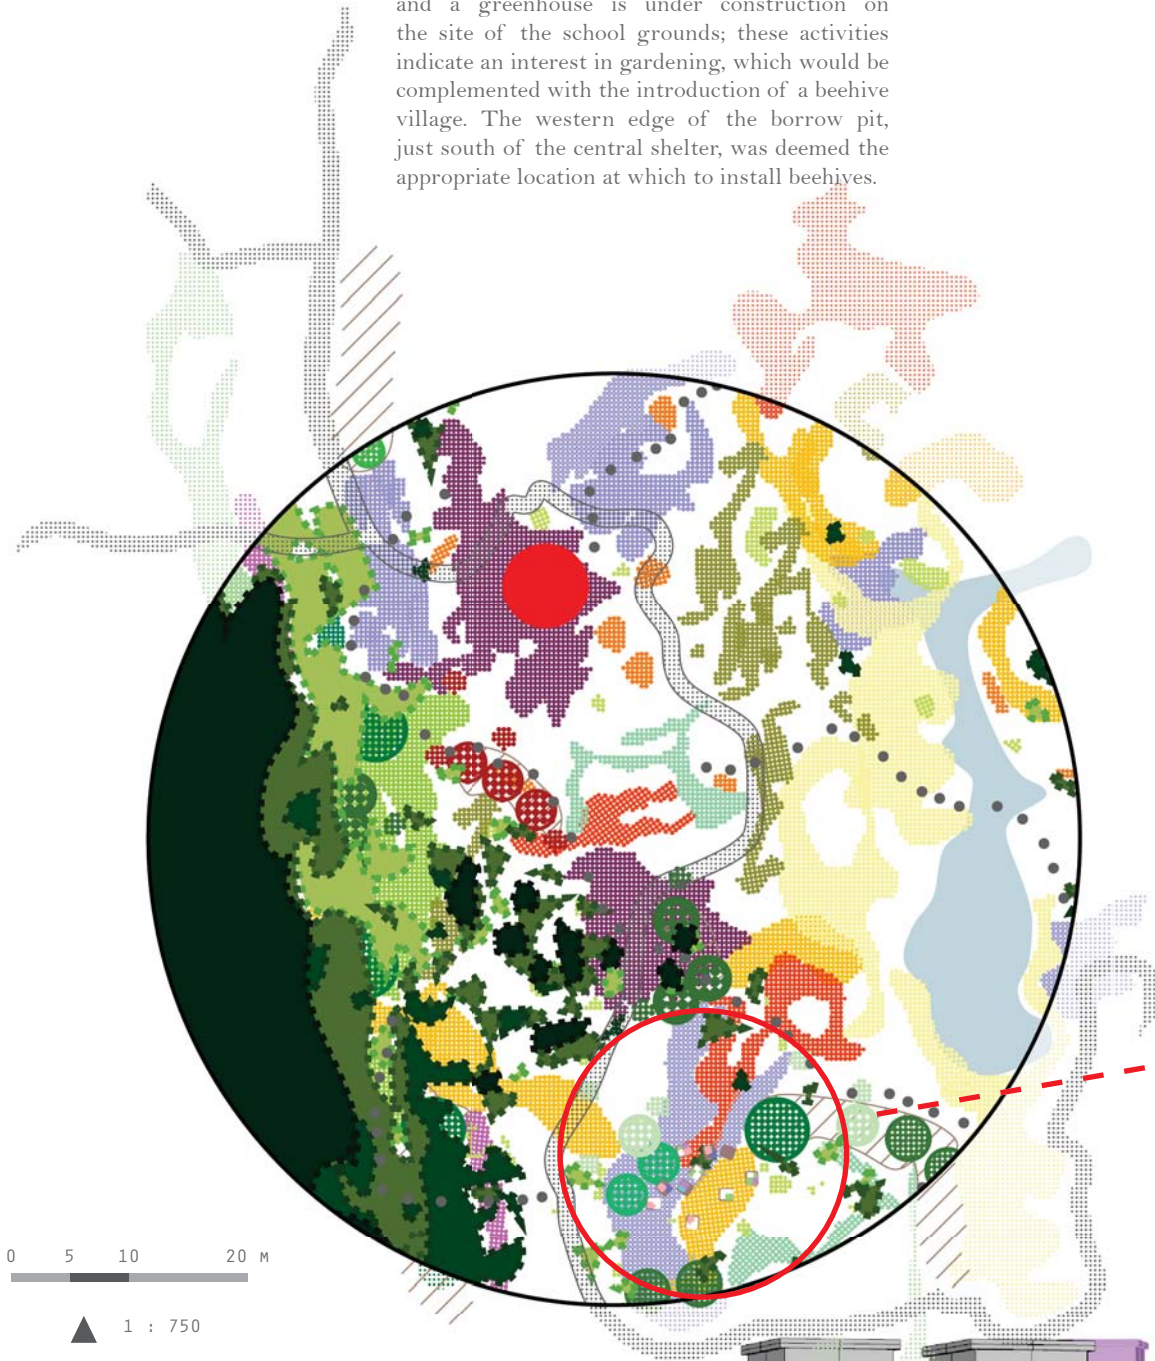 and a greenhouse is under construction on
the site of the school grounds; these activities
indicate an interest in gardening, which would be
complemented with the introduction of a beehive
village. The western edge of the borrow pit,
just south of the central shelter, was deemed the
appropriate location at which to install beehives.
0 5 10 20 M
1 : 750